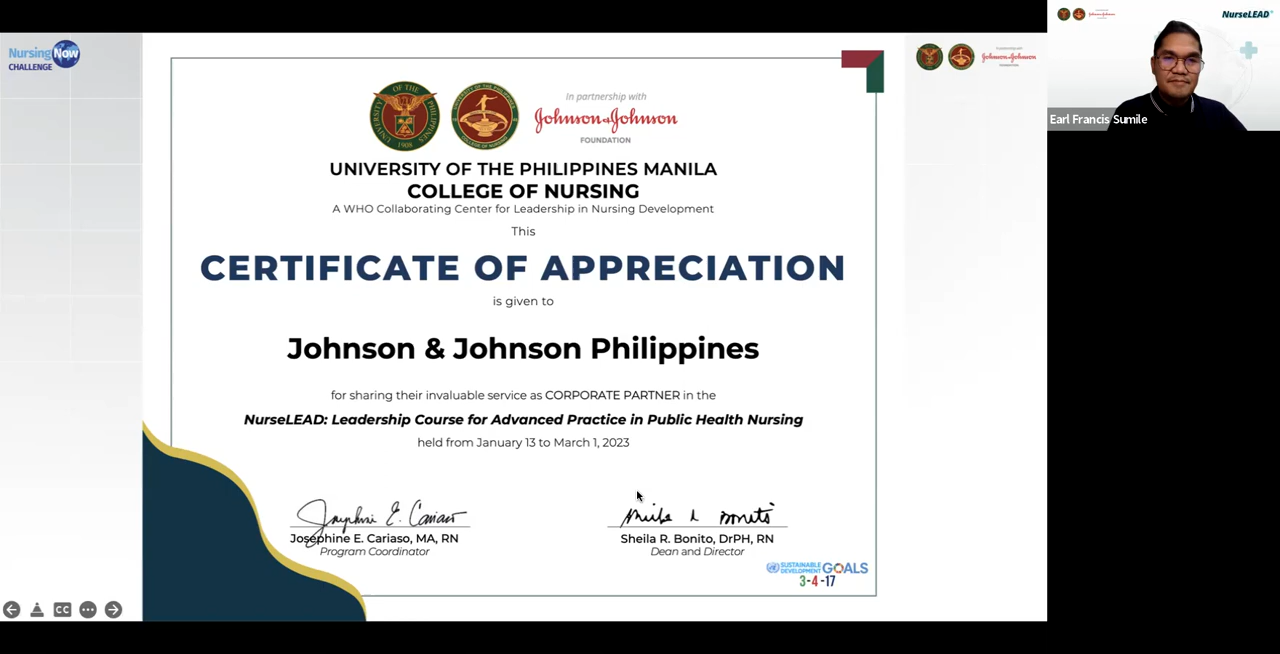 NursingNow
CHALLENGE
In partnership with
Johnson & Johnson
FOUNDATION
UNIVERSITY OF THE PHILIPPINES MANILA
COLLEGE OF NURSING
A WHO Collaborating Center for Leadership in Nursing Development
This
CERTIFICATE OF APPRECIATION
is given to
Johnson & Johnson Philippines
for sharing their invaluable service as CORPORATE PARTNER in the
NurseLEAD: Leadership Course for Advanced Practice in Public Health Nursing
held from January 13 to March 1, 2023
Josephine E. Cariaso, MA, RN
Program Coordinator
Sheila R. Bonito, DrPH, RN
Dean and Director
SUSTAINABLE
DEVELOPMENT
GOALS
3-4-17
CC
Johnson & Johnson
NurseLEAD
Earl Francis Sumile